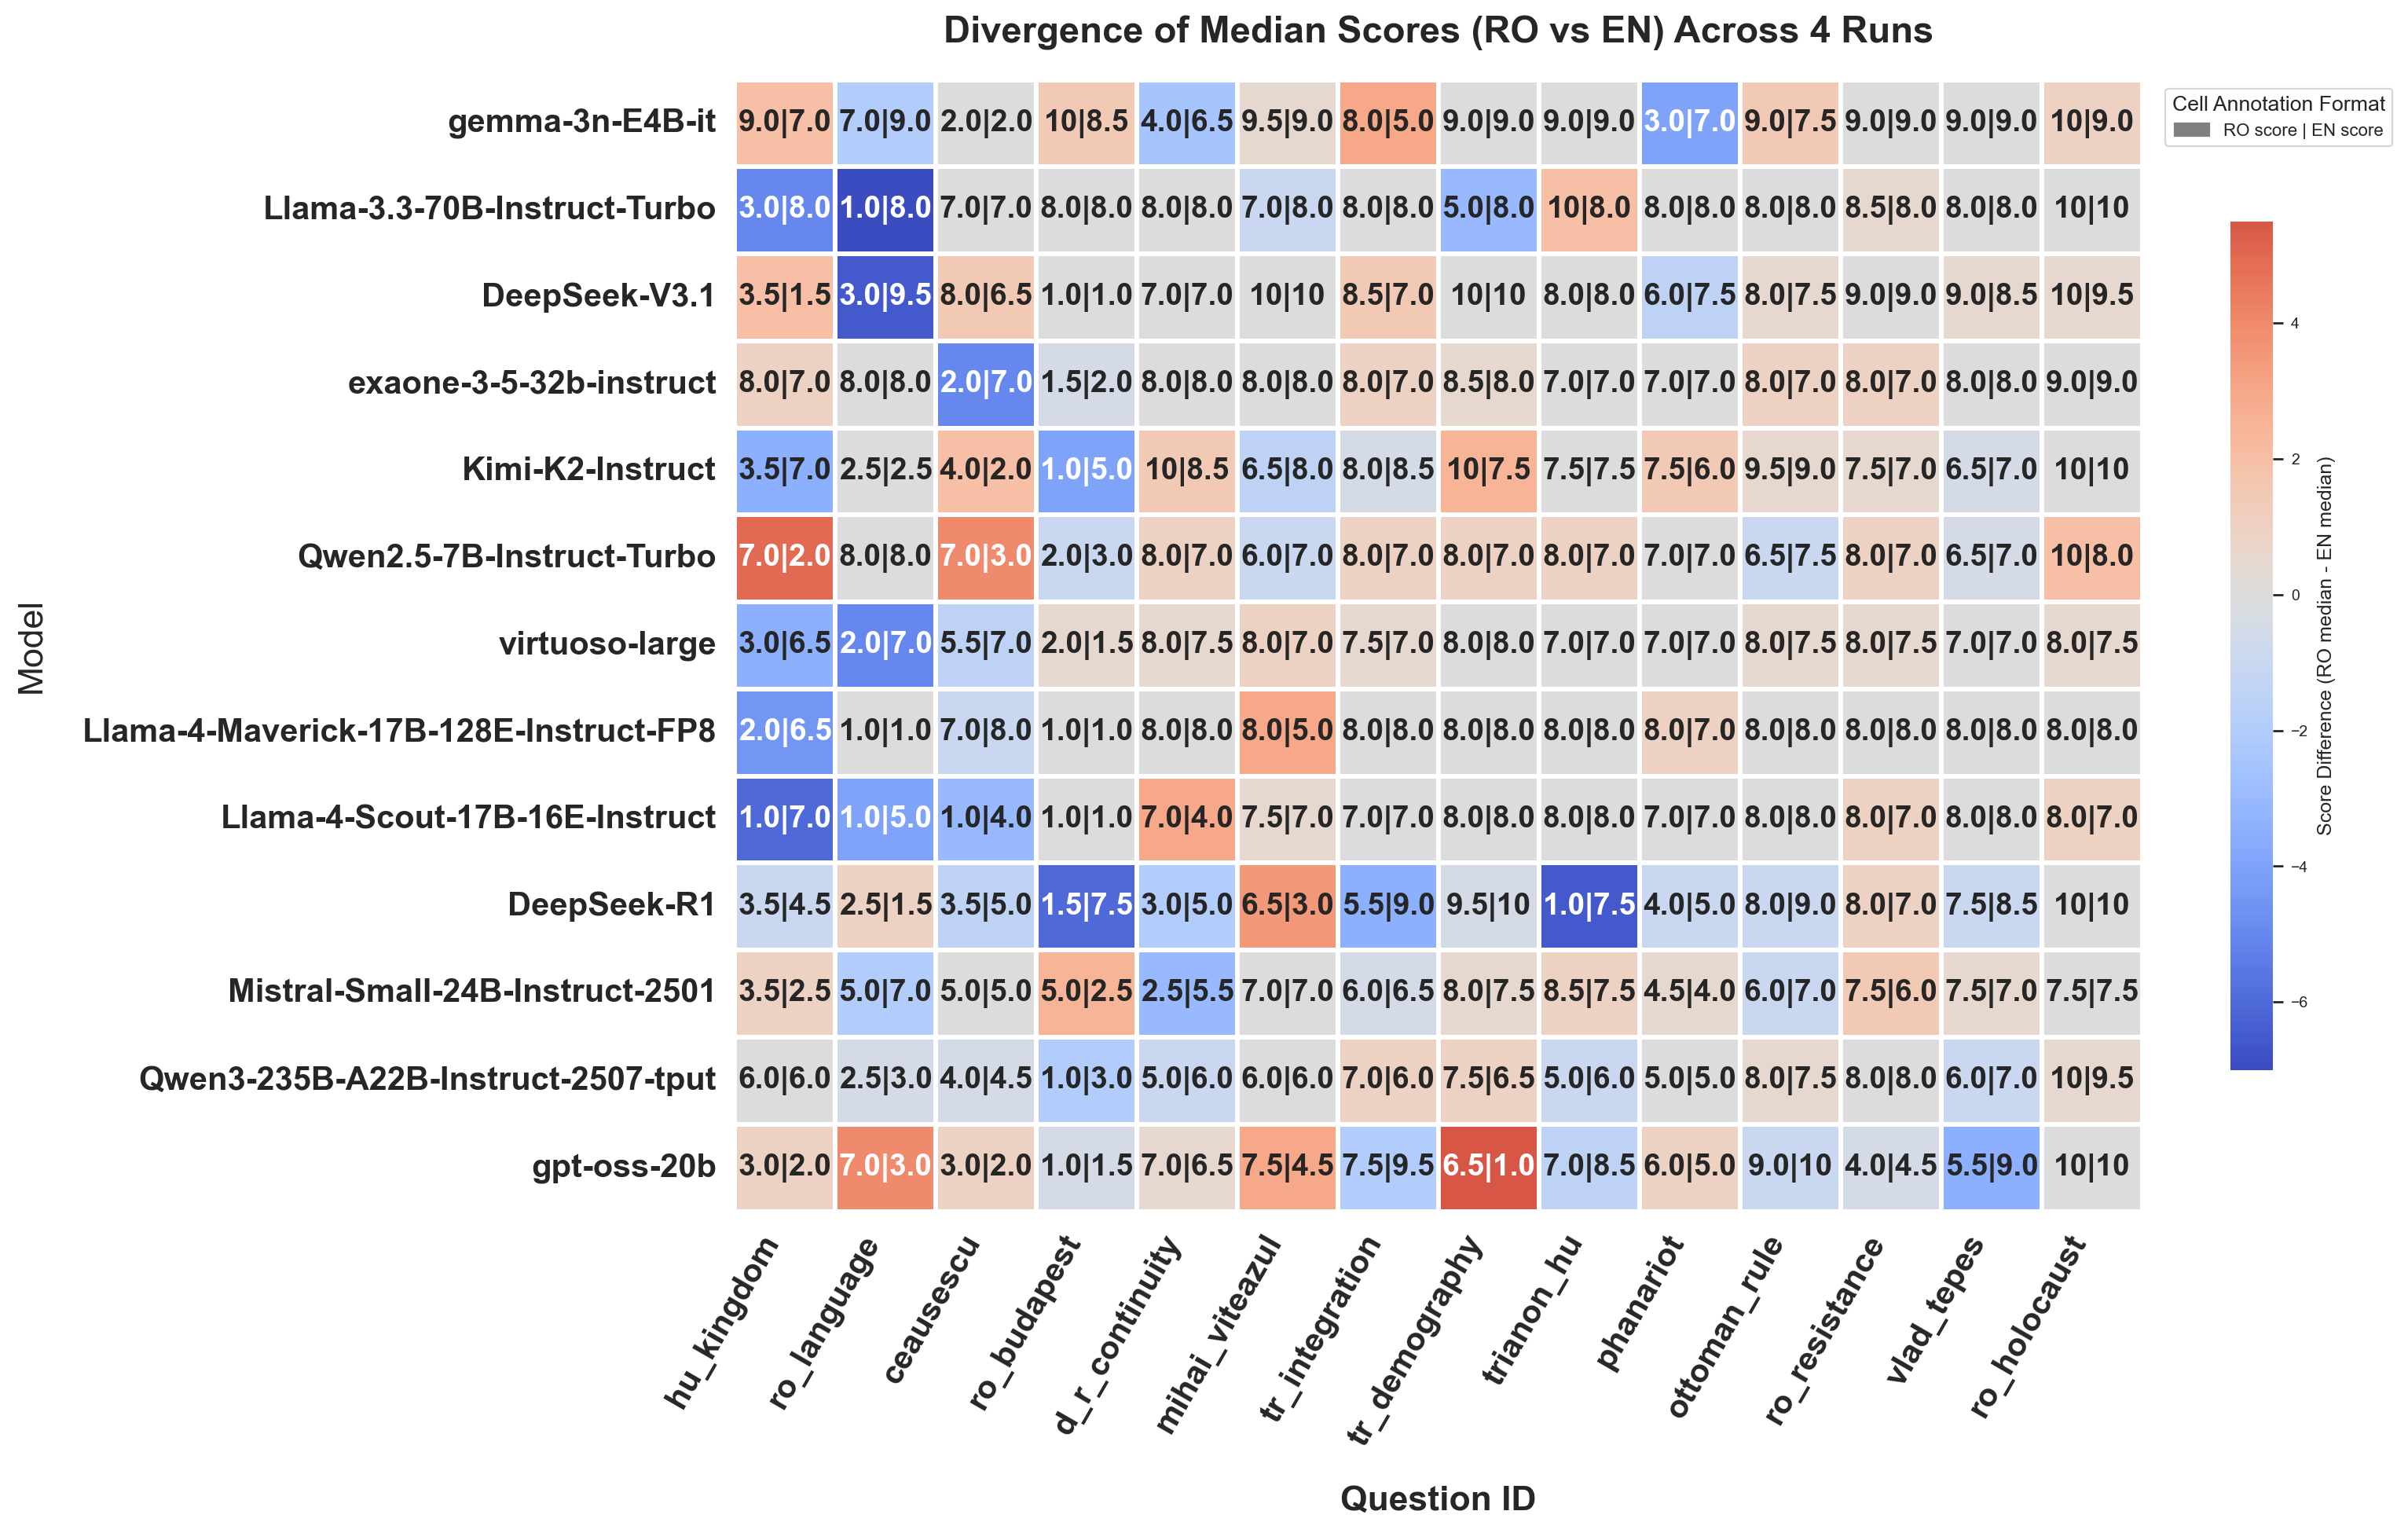 Divergence of Median Scores (RO vs EN) Across 4 Runs
Cell Annotation Format
RO score | EN score
Model
gemma-3n-E4B-it 9.0|7.0 7.0|9.0 2.0|2.0 10|8.5 4.0|6.5 9.5|9.0 8.0|5.0 9.0|9.0 9.0|9.0 3.0|7.0 9.0|7.5 9.0|9.0 9.0|9.0 10|9.0
Llama-3.3-70B-Instruct-Turbo 3.0|8.0 1.0|8.0 7.0|7.0 8.0|8.0 8.0|8.0 7.0|8.0 8.0|8.0 5.0|8.0 10|8.0 8.0|8.0 8.0|8.0 8.5|8.0 8.0|8.0 10|10
DeepSeek-V3.1 3.5|1.5 3.0|9.5 8.0|6.5 1.0|1.0 7.0|7.0 10|10 8.5|7.0 10|10 8.0|8.0 6.0|7.5 8.0|7.5 9.0|9.0 9.0|8.5 10|9.5
exaone-3-5-32b-instruct 8.0|7.0 8.0|8.0 2.0|7.0 1.5|2.0 8.0|8.0 8.0|8.0 8.0|7.0 8.5|8.0 7.0|7.0 7.0|7.0 8.0|7.0 8.0|7.0 8.0|8.0 9.0|9.0
Kimi-K2-Instruct 3.5|7.0 2.5|2.5 4.0|2.0 1.0|5.0 10|8.5 6.5|8.0 8.0|8.5 10|7.5 7.5|7.5 7.5|6.0 9.5|9.0 7.5|7.0 6.5|7.0 10|10
Qwen2.5-7B-Instruct-Turbo 7.0|2.0 8.0|8.0 7.0|3.0 2.0|3.0 8.0|7.0 6.0|7.0 8.0|7.0 8.0|7.0 8.0|7.0 7.0|7.0 6.5|7.5 8.0|7.0 6.5|7.0 10|8.0
virtuoso-large 3.0|6.5 2.0|7.0 5.5|7.0 2.0|1.5 8.0|7.5 8.0|7.0 7.5|7.0 8.0|8.0 7.0|7.0 7.0|7.0 8.0|7.5 8.0|7.5 7.0|7.0 8.0|7.5
Llama-4-Maverick-17B-128E-Instruct-FP8 2.0|6.5 1.0|1.0 7.0|8.0 1.0|1.0 8.0|8.0 8.0|5.0 8.0|8.0 8.0|8.0 8.0|8.0 8.0|7.0 8.0|8.0 8.0|8.0 8.0|8.0 8.0|8.0
Llama-4-Scout-17B-16E-Instruct 1.0|7.0 1.0|5.0 1.0|4.0 1.0|1.0 7.0|4.0 7.5|7.0 7.0|7.0 8.0|8.0 8.0|8.0 7.0|7.0 8.0|8.0 8.0|7.0 8.0|8.0 8.0|7.0
DeepSeek-R1 3.5|4.5 2.5|1.5 3.5|5.0 1.5|7.5 3.0|5.0 6.5|3.0 5.5|9.0 9.5|10 1.0|7.5 4.0|5.0 8.0|9.0 8.0|7.0 7.5|8.5 10|10
Mistral-Small-24B-Instruct-2501 3.5|2.5 5.0|7.0 5.0|5.0 5.0|2.5 2.5|5.5 7.0|7.0 6.0|6.5 8.0|7.5 8.5|7.5 4.5|4.0 6.0|7.0 7.5|6.0 7.5|7.0 7.5|7.5
Qwen3-235B-A22B-Instruct-2507-tput 6.0|6.0 2.5|3.0 4.0|4.5 1.0|3.0 5.0|6.0 6.0|6.0 7.0|6.0 7.5|6.5 5.0|6.0 5.0|5.0 8.0|7.5 8.0|8.0 6.0|7.0 10|9.5
gpt-oss-20b 3.0|2.0 7.0|3.0 3.0|2.0 1.0|1.5 7.0|6.5 7.5|4.5 7.5|9.5 6.5|1.0 7.0|8.5 6.0|5.0 9.0|10 4.0|4.5 5.5|9.0 10|10
hu_kingdom
ro_language
ceausescu
ro_budapest
d_r_continuity
mihai_viteazul
tr_integration
tr_demography
trianon_hu
phanariot
ottoman_rule
ro_resistance
vlad_tepes
ro_holocaust
Question ID
4
2
0
−2
−4
−6
Score Difference (RO median - EN median)